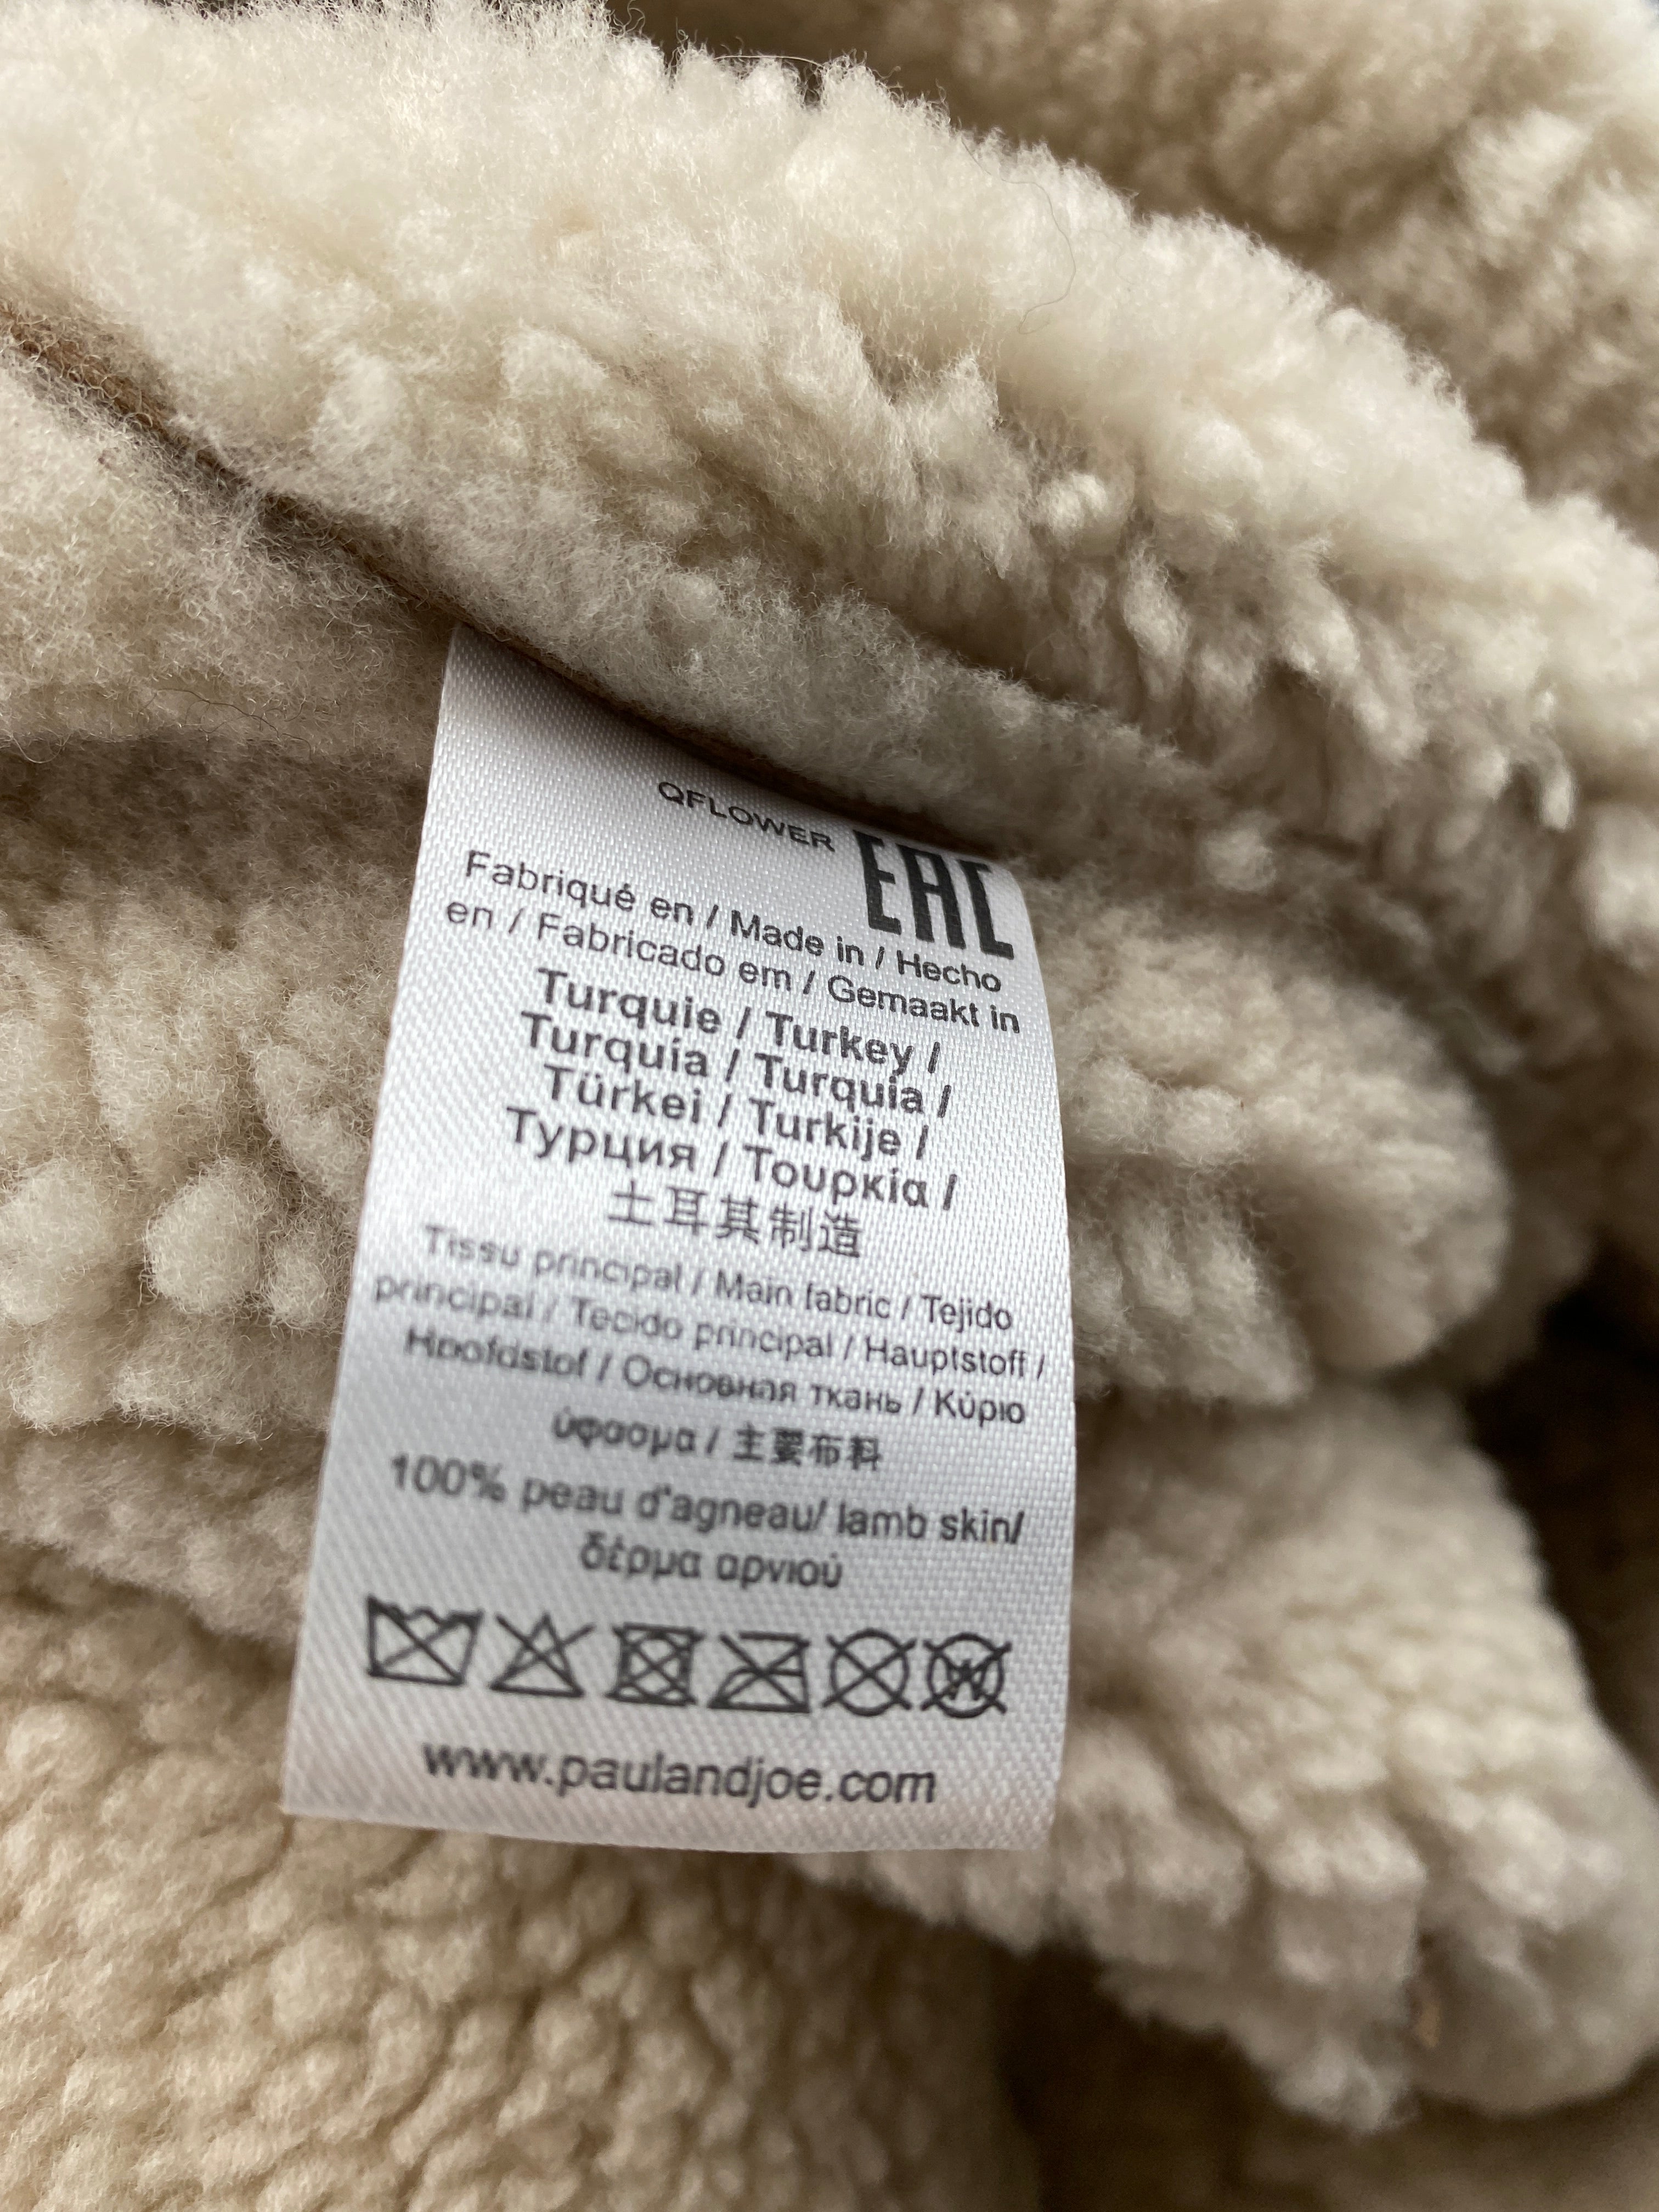 QFLOWER
EAC
Fabriqué en / Made in / Hecho
en / Fabricado em / Gemaakt in
Turquie / Turkey /
Turquía / Turquia /
Türkei / Turkije /
Турция / Τουρκία /
土耳其制造
Tissu principal / Main fabric / Tejido
principal / Tecido principal / Hauptstoff /
Hoofdstof / Основная ткань / Κύριο
ύφασμα / 主要布料
100% peau d'agneau/ lamb skin/
δέρμα αρνιού
W
www.paulandjoe.com